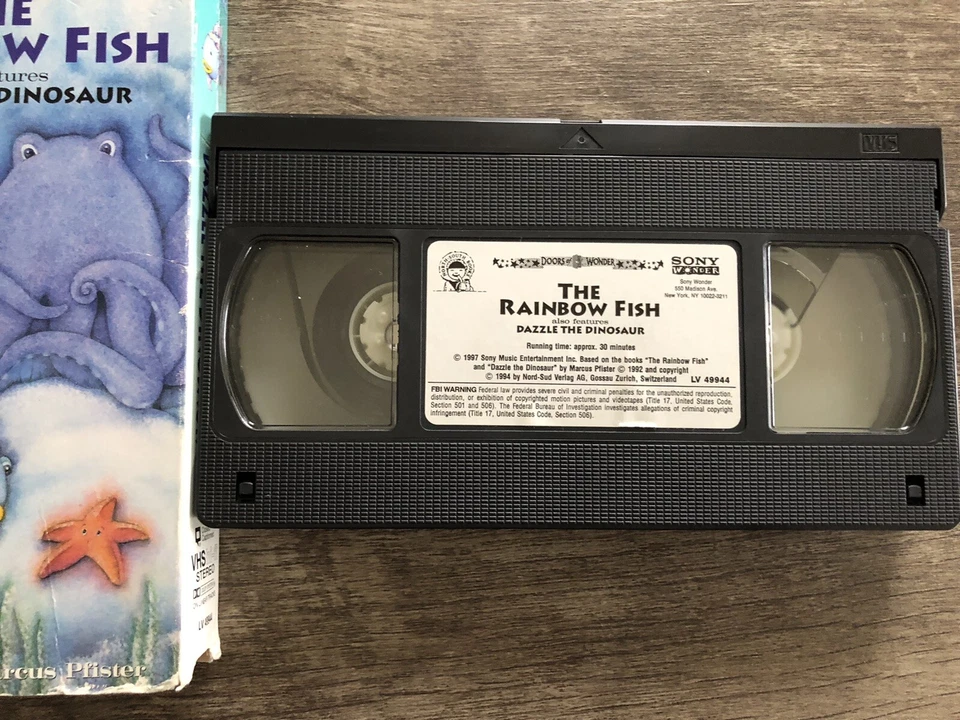 HE
OW FISH
tures
DINOSAUR
VHS
STEREO
LV 49944
rcus Pfister
VHS
DOORS of WONDER
SONY
WONDER
Sony Wonder
550 Madison Ave.
New York, NY 10022-3211
THE
RAINBOW FISH
also features
DAZZLE THE DINOSAUR
Running time: approx. 30 minutes
© 1997 Sony Music Entertainment Inc. Based on the books "The Rainbow Fish"
and "Dazzle the Dinosaur" by Marcus Pfister © 1992 and copyright
© 1994 by Nord-Sud Verlag AG, Gossau Zurich, Switzerland LV 49944
FBI WARNING Federal law provides severe civil and criminal penalties for the unauthorized reproduction,
distribution, or exhibition of copyrighted motion pictures and videotapes (Title 17, United States Code,
Section 501 and 506). The Federal Bureau of Investigation investigates allegations of criminal copyright
infringement (Title 17, United States Code, Section 506).